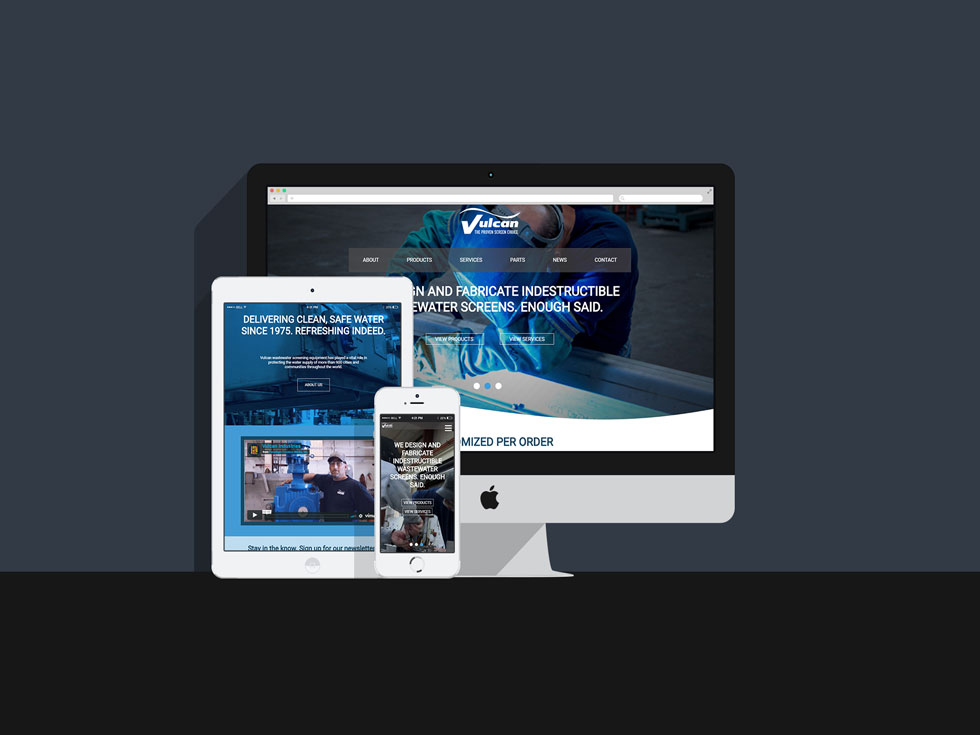 Vulcan
THE PROVEN SCREEN CHOICE
ABOUT PRODUCTS SERVICES PARTS NEWS CONTACT
GN AND FABRICATE INDESTRUCTIBLE
EWATER SCREENS. ENOUGH SAID.
VIEW PRODUCTS VIEW SERVICES
OMIZED PER ORDER
DELIVERING CLEAN, SAFE WATER
SINCE 1975. REFRESHING INDEED.
Vulcan wastewater screening equipment has played a vital role in
protecting the water supply of more than 900 cities and
communities throughout the world.
ABOUT US
Vulcan Industries
Stay in the know. Sign up for our newsletter
Vulcan
WE DESIGN AND
FABRICATE
INDESTRUCTIBLE
WASTEWATER
SCREENS. ENOUGH
SAID.
VIEW PRODUCTS
VIEW SERVICES